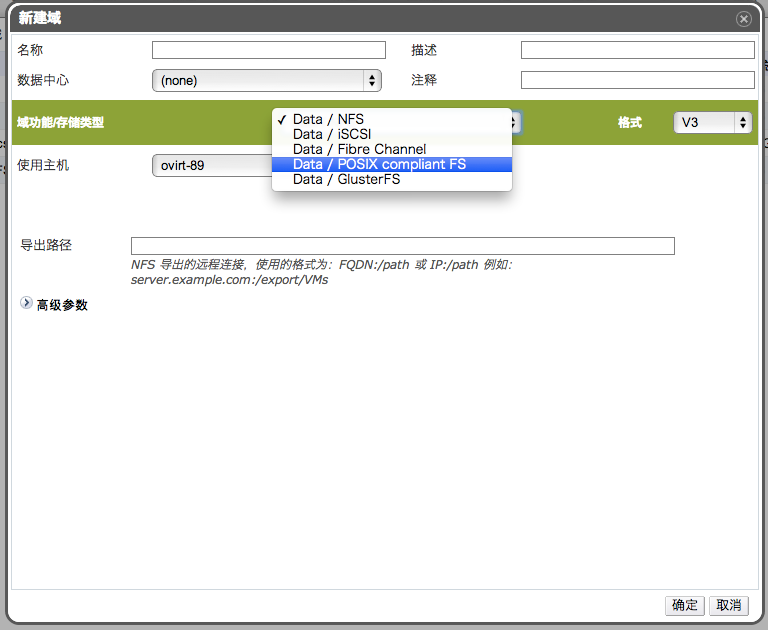 新建域
名称
描述
数据中心 (none)
注释
域功能/存储类型
✓ Data / NFS
Data / iSCSI
Data / Fibre Channel
Data / POSIX compliant FS
Data / GlusterFS
格式 V3
使用主机 ovirt-89
导出路径
NFS 导出的远程连接，使用的格式为：FQDN:/path 或 IP:/path 例如：
server.example.com:/export/VMs
高级参数
确定 取消